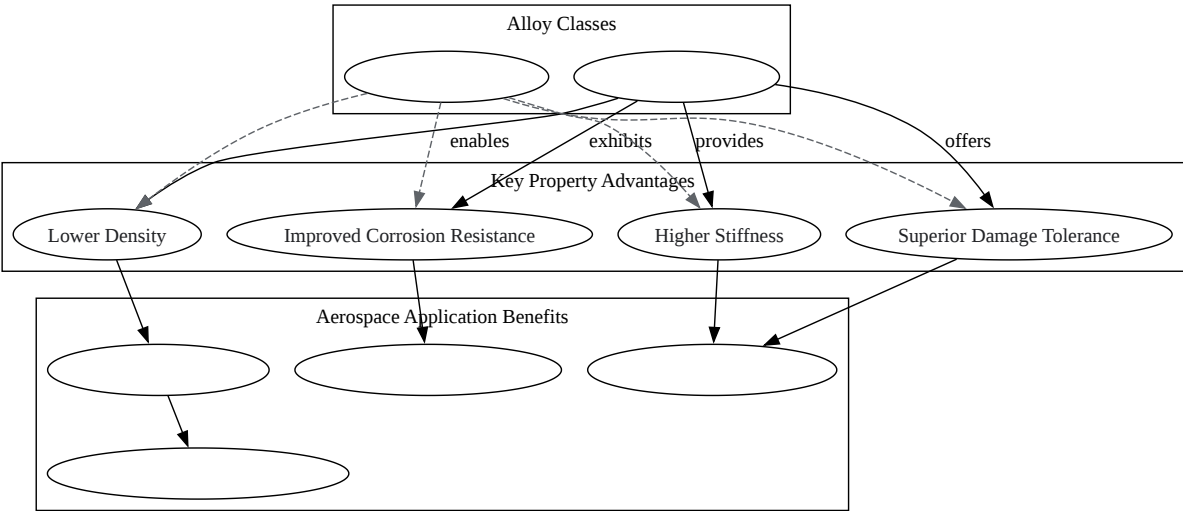 Alloy Classes
enables
exhibits
provides
offers
Key Property Advantages
Lower Density
Improved Corrosion Resistance
Higher Stiffness
Superior Damage Tolerance
Aerospace Application Benefits